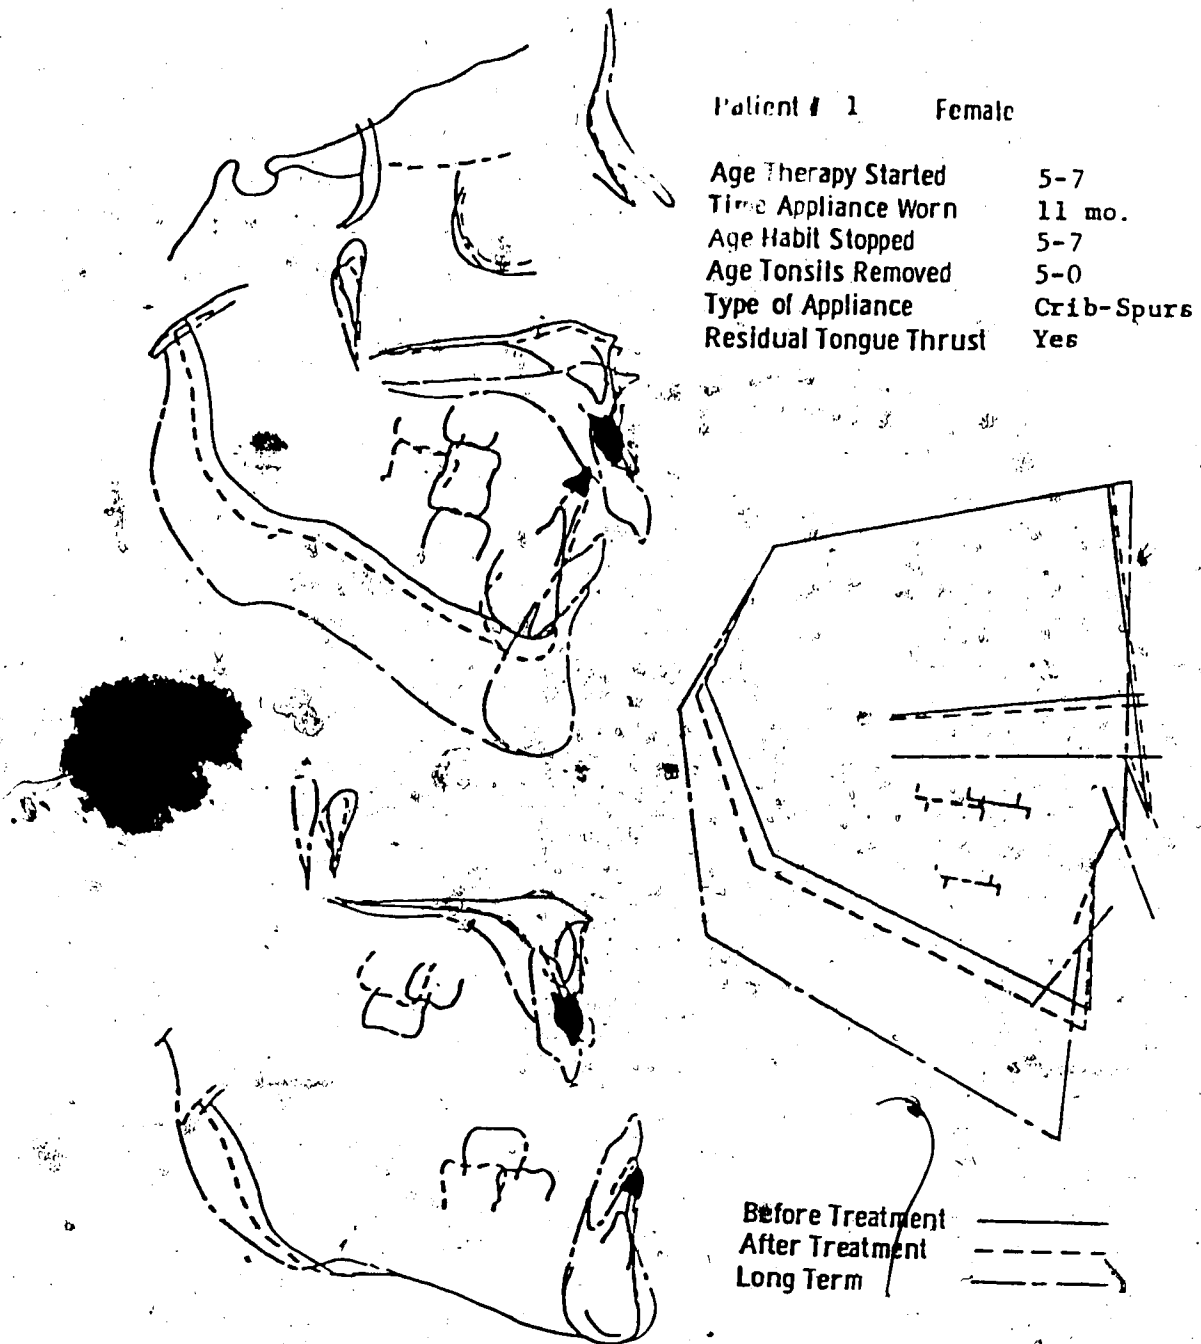 Patient # 1 Female
Age Therapy Started 5-7
Time Appliance Worn 11 mo.
Age Habit Stopped 5-7
Age Tonsils Removed 5-0
Type of Appliance Crib-Spurs
Residual Tongue Thrust Yes
Before Treatment
After Treatment
Long Term